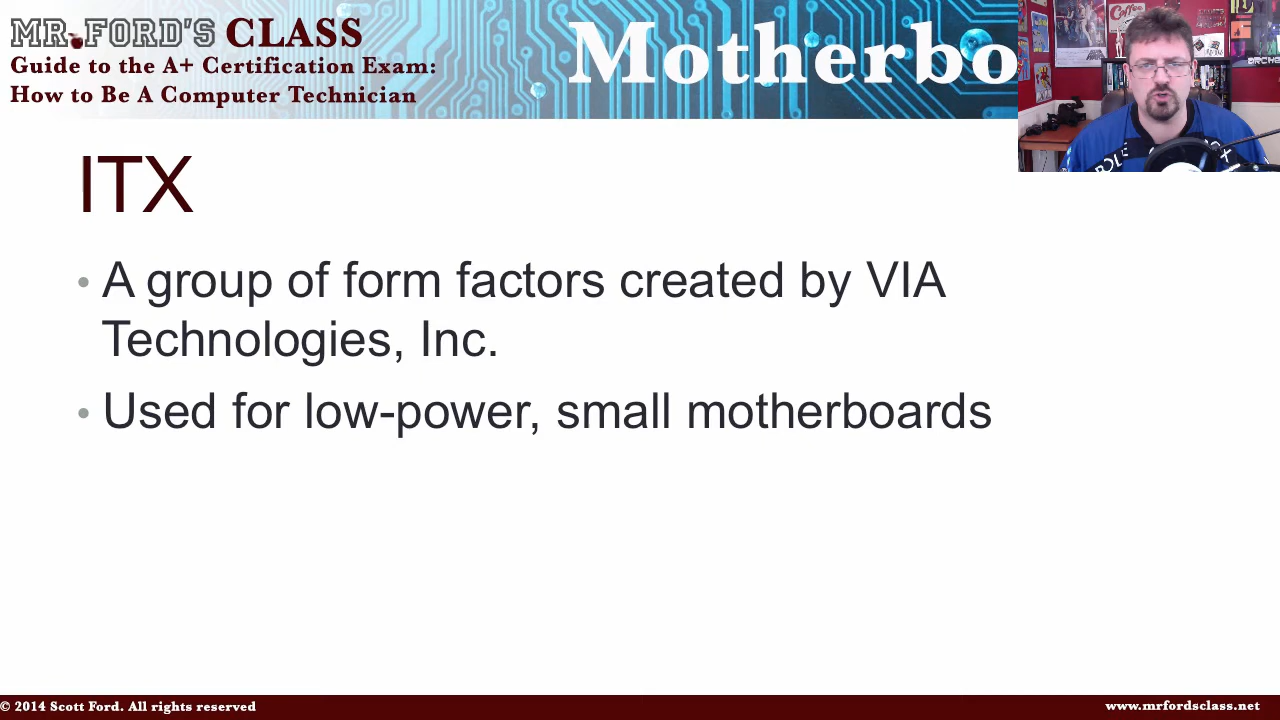 MR. FORD'S CLASS
Guide to the A+ Certification Exam:
How to Be A Computer Technician
Motherbo
Coffee
ITX
• A group of form factors created by VIA
Technologies, Inc.
• Used for low-power, small motherboards
© 2014 Scott Ford. All rights reserved
www.mrfordsclass.net